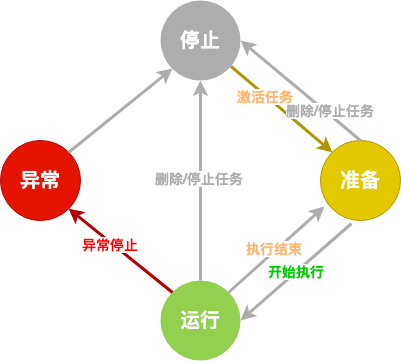 停止
激活任务
删除/停止任务
异常
删除/停止任务
准备
异常停止
执行结束
开始执行
运行